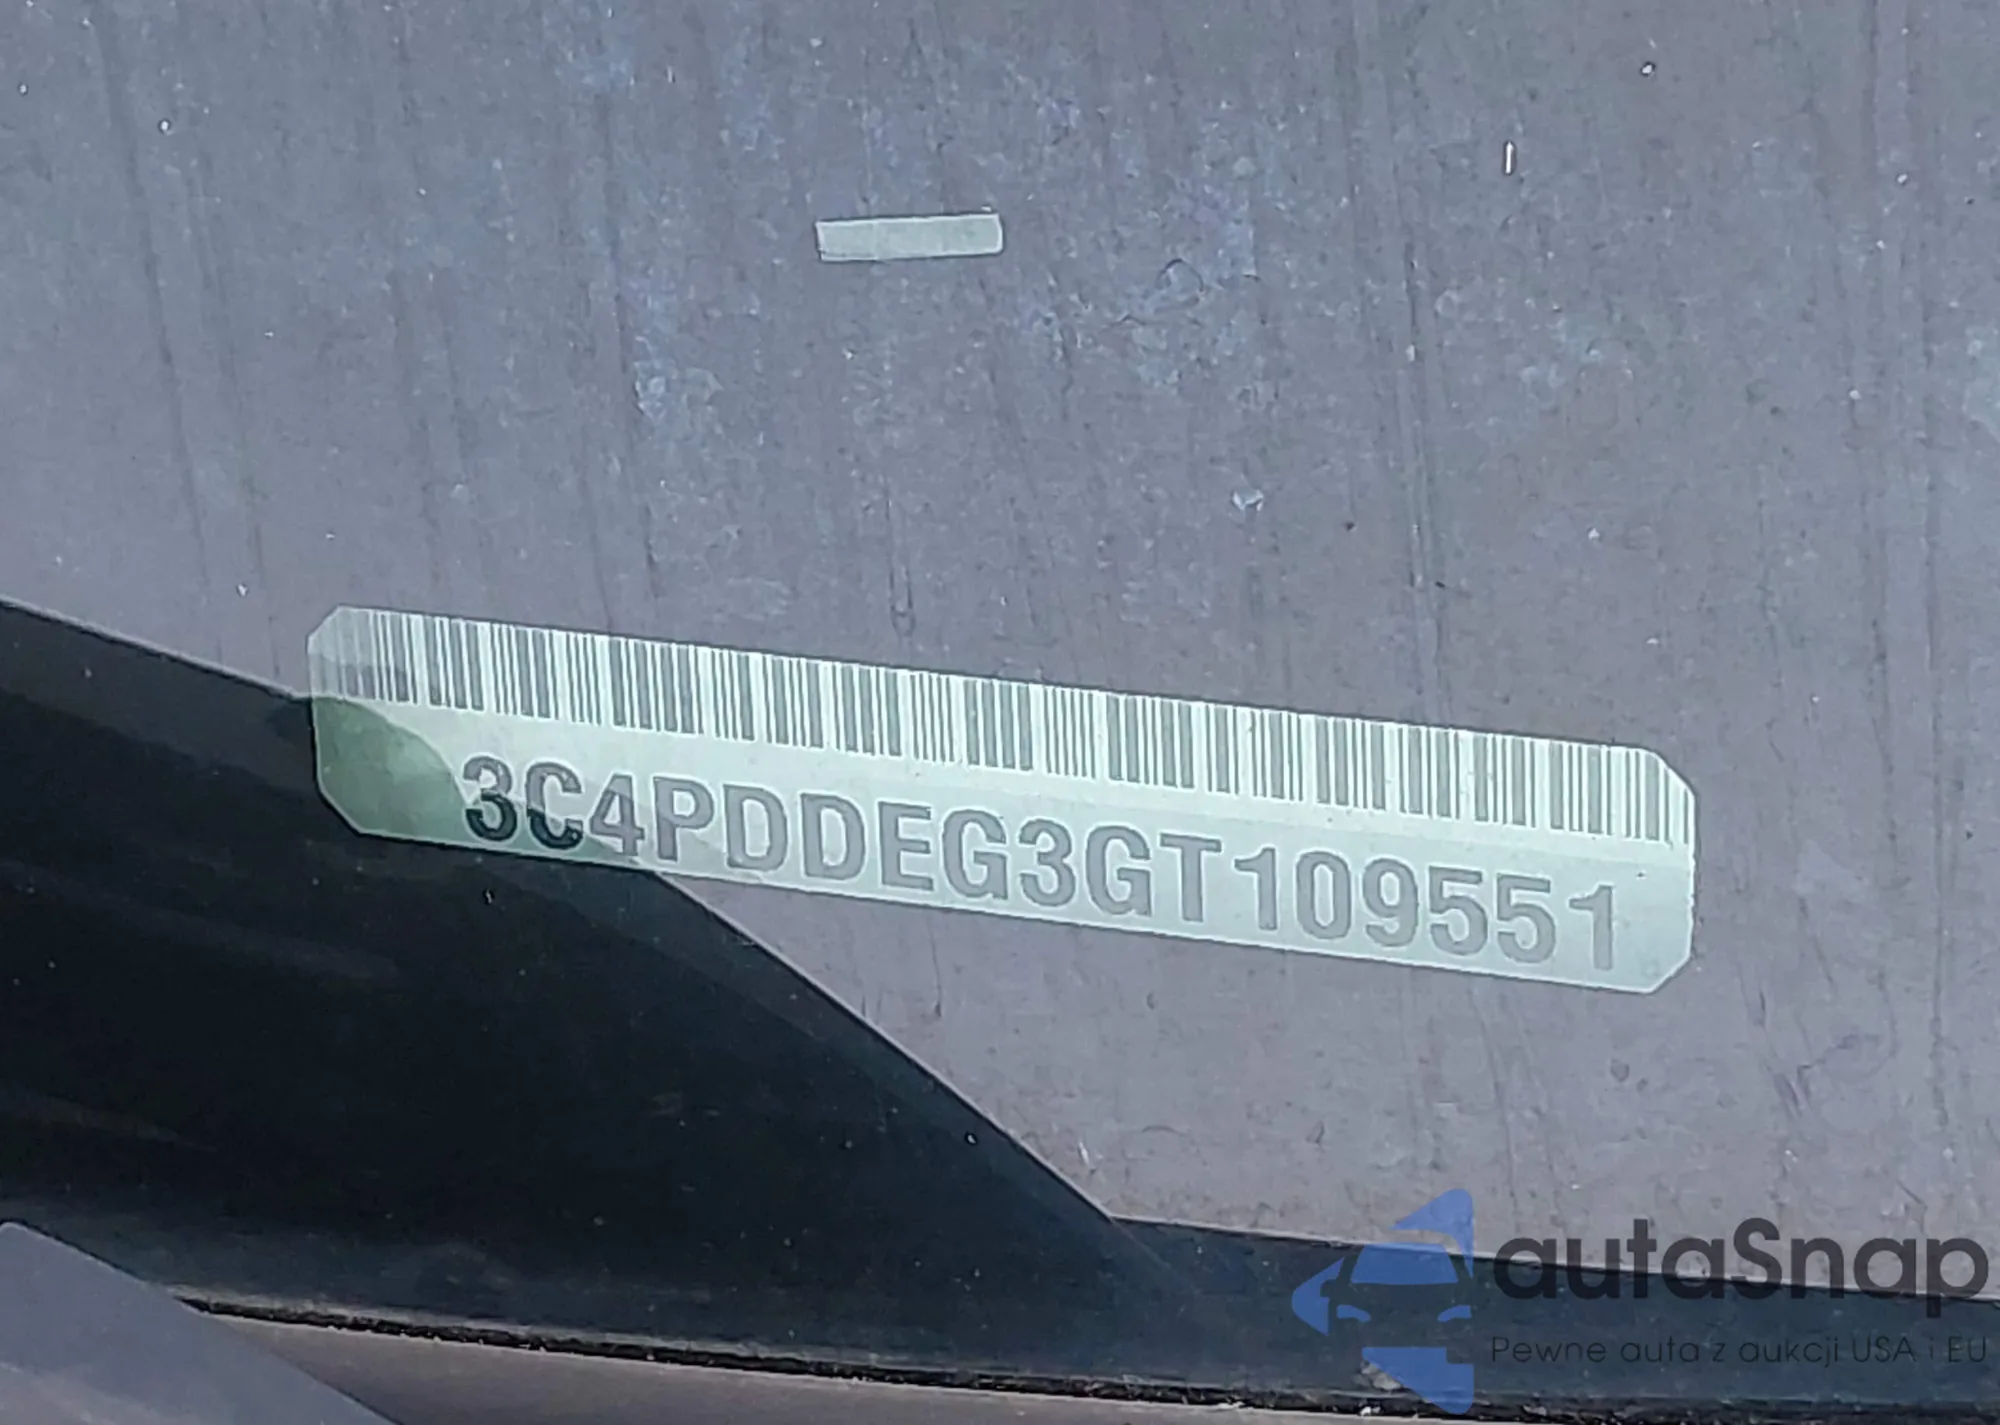 3C4PDDEG3GT109551
autaSnap
Pewne auta z aukcji USA i EU